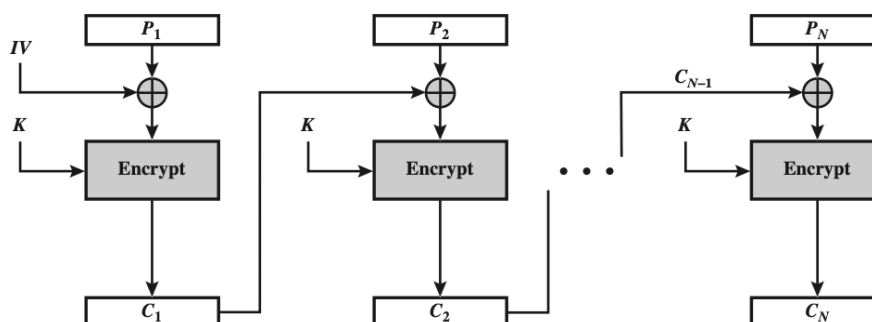 P1 P2 PN
IV
CN–1
K K K
Encrypt Encrypt Encrypt
C1 C2 CN